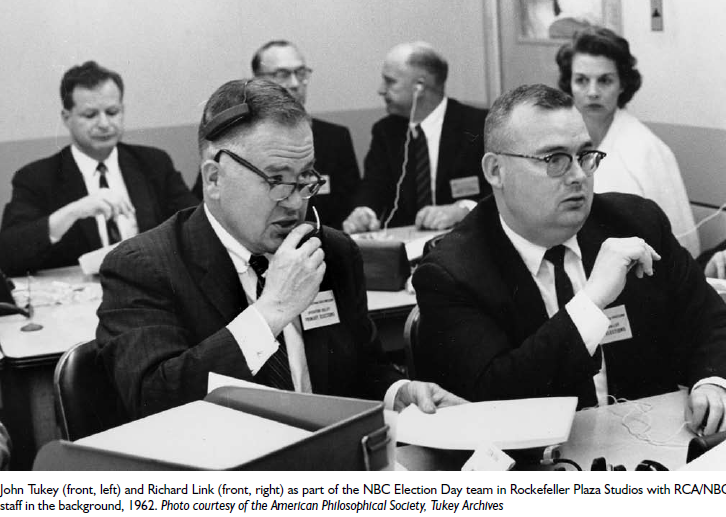 John Tukey (front, left) and Richard Link (front, right) as part of the NBC Election Day team in Rockefeller Plaza Studios with RCA/NBC
staff in the background, 1962. Photo courtesy of the American Philosophical Society, Tukey Archives